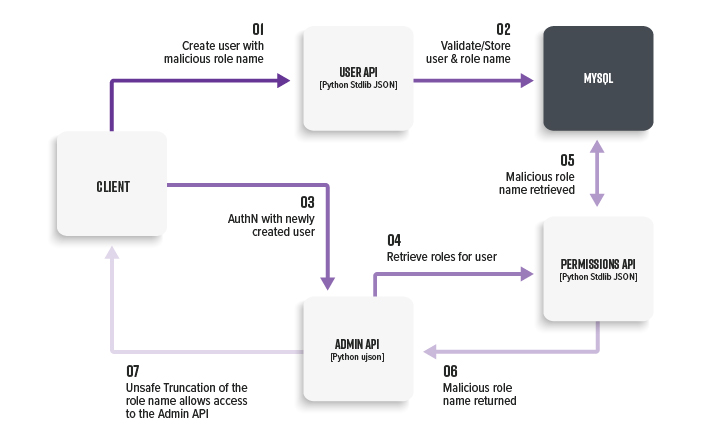 01
Create user with
malicious role name
USER API
[Python Stdlib JSON]
02
Validate/Store
user & role name
MYSQL
CLIENT
03
AuthN with newly
created user
04
Retrieve roles for user
05
Malicious role
name retrieved
PERMISSIONS API
[Python Stdlib JSON]
ADMIN API
[Python ujson]
06
Malicious role
name returned
07
Unsafe Truncation of the
role name allows access
to the Admin API